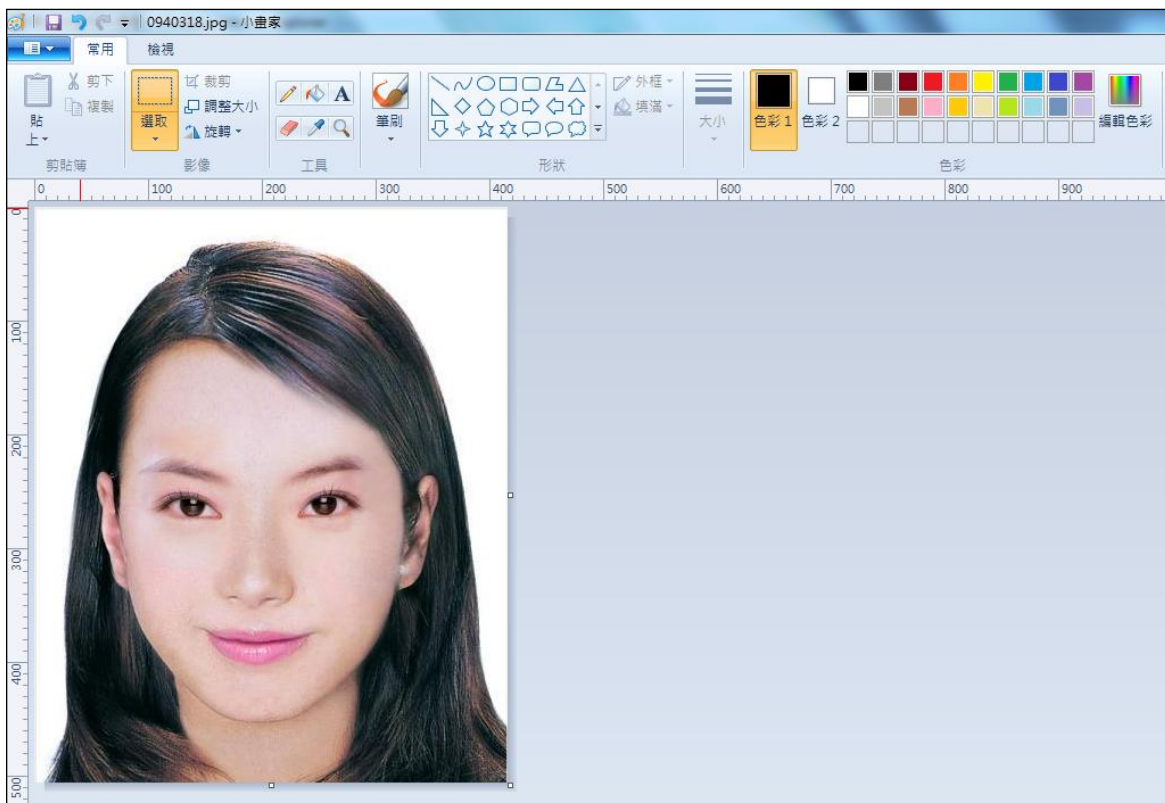 0940318.jpg - 小畫家
常用 檢視
剪下
複製
貼上
剪貼簿
選取
裁剪
調整大小
旋轉
影像
A
工具
筆刷
外框
填滿
形狀
大小
色彩 1
色彩 2
編輯色彩
色彩
0 100 200 300 400 500 600 700 800 900
0
100
200
300
400
500